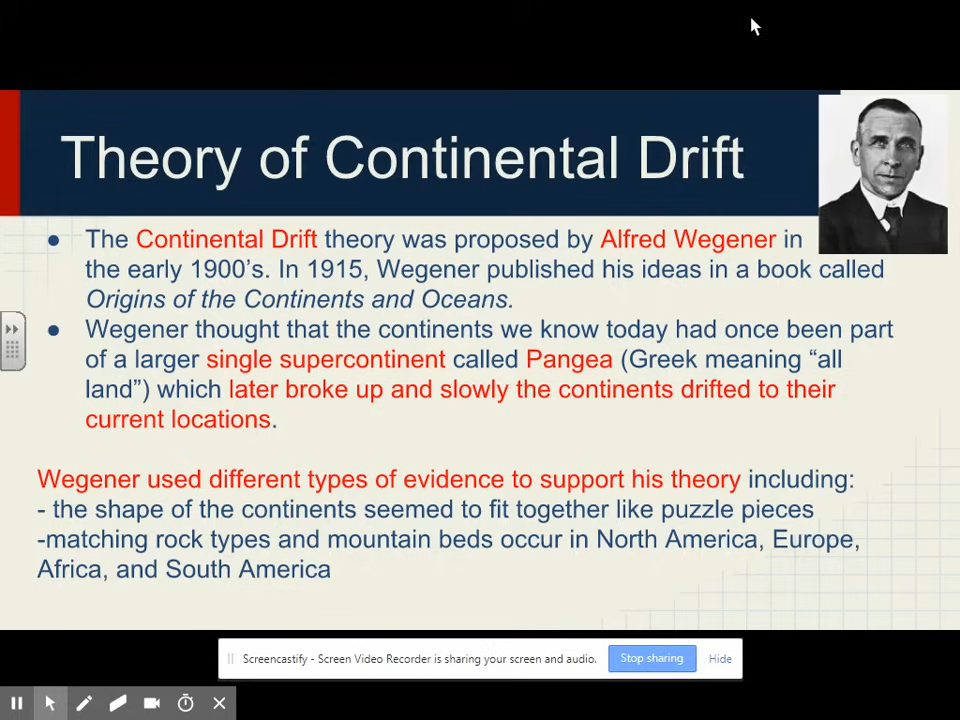 Theory of Continental Drift
● The Continental Drift theory was proposed by Alfred Wegener in
the early 1900's. In 1915, Wegener published his ideas in a book called
Origins of the Continents and Oceans.
● Wegener thought that the continents we know today had once been part
of a larger single supercontinent called Pangea (Greek meaning “all
land”) which later broke up and slowly the continents drifted to their
current locations.
Wegener used different types of evidence to support his theory including:
- the shape of the continents seemed to fit together like puzzle pieces
-matching rock types and mountain beds occur in North America, Europe,
Africa, and South America
Screencastify - Screen Video Recorder is sharing your screen and audio. Stop sharing Hide